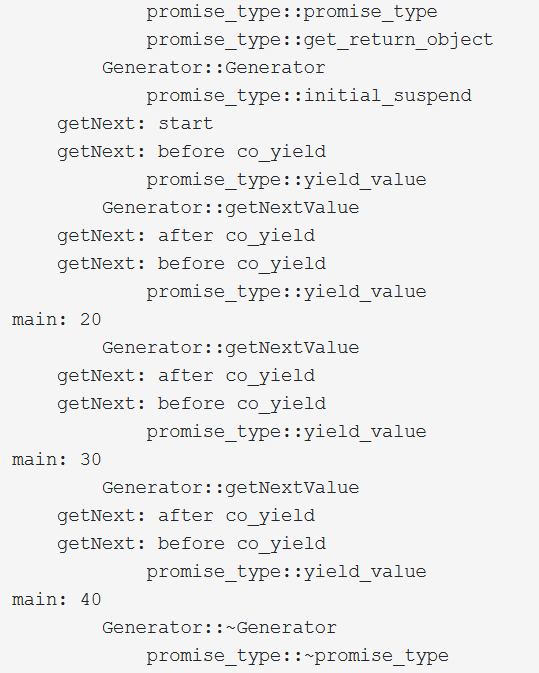 promise_type::promise_type
promise_type::get_return_object
Generator::Generator
promise_type::initial_suspend
getNext: start
getNext: before co_yield
promise_type::yield_value
Generator::getNextValue
getNext: after co_yield
getNext: before co_yield
promise_type::yield_value
main: 20
Generator::getNextValue
getNext: after co_yield
getNext: before co_yield
promise_type::yield_value
main: 30
Generator::getNextValue
getNext: after co_yield
getNext: before co_yield
promise_type::yield_value
main: 40
Generator::~Generator
promise_type::~promise_type